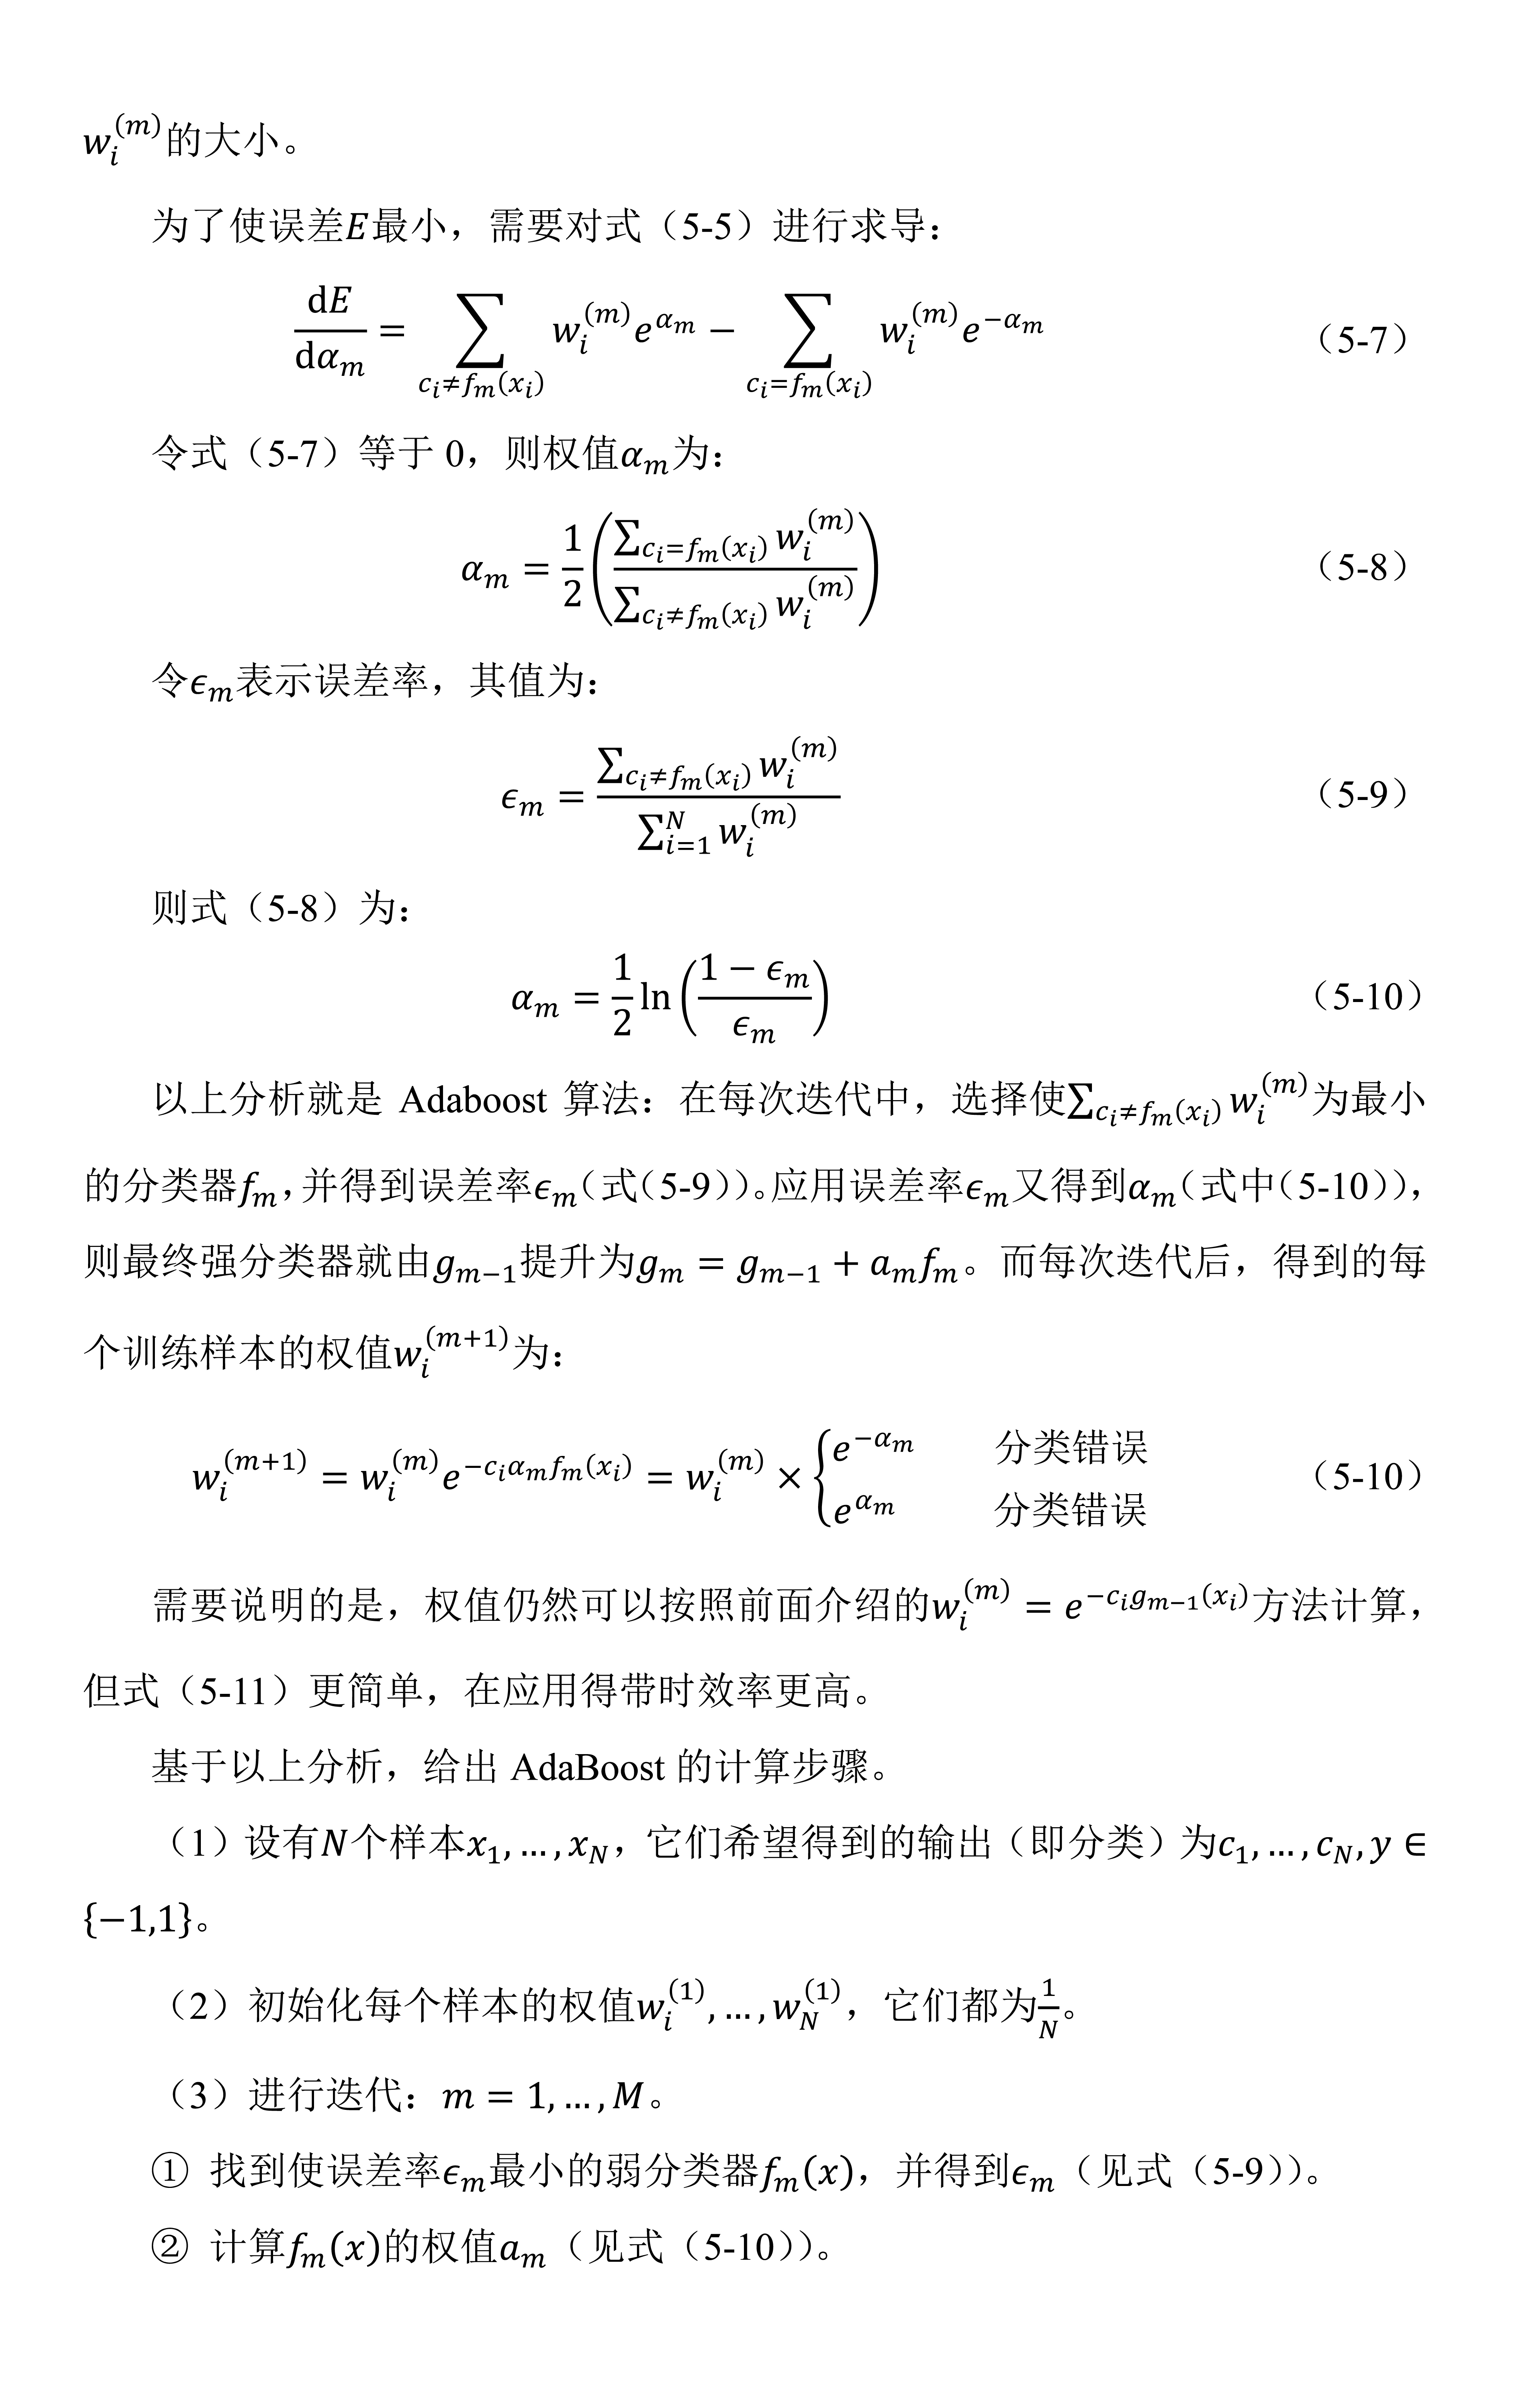 $w_i^{(m)}$的大小。
为了使误差$E$最小，需要对式（5-5）进行求导：
$\frac{\mathrm{d}E}{\mathrm{d}\alpha_m} = \sum_{c_i \neq f_m(x_i)} w_i^{(m)} e^{\alpha_m} - \sum_{c_i = f_m(x_i)} w_i^{(m)} e^{-\alpha_m}$ （5-7）
令式（5-7）等于 0，则权值$\alpha_m$为：
$\alpha_m = \frac{1}{2} \left( \frac{\sum_{c_i = f_m(x_i)} w_i^{(m)}}{\sum_{c_i \neq f_m(x_i)} w_i^{(m)}} \right)$ （5-8）
令$\epsilon_m$表示误差率，其值为：
$\epsilon_m = \frac{\sum_{c_i \neq f_m(x_i)} w_i^{(m)}}{\sum_{i=1}^{N} w_i^{(m)}}$ （5-9）
则式（5-8）为：
$\alpha_m = \frac{1}{2} \ln \left( \frac{1 - \epsilon_m}{\epsilon_m} \right)$ （5-10）
以上分析就是 Adaboost 算法：在每次迭代中，选择使$\sum_{c_i \neq f_m(x_i)} w_i^{(m)}$为最小
的分类器$f_m$，并得到误差率$\epsilon_m$（式（5-9））。应用误差率$\epsilon_m$又得到$\alpha_m$（式中（5-10）），
则最终强分类器就由$g_{m-1}$提升为$g_m = g_{m-1} + a_m f_m$。而每次迭代后，得到的每
个训练样本的权值$w_i^{(m+1)}$为：
$w_i^{(m+1)} = w_i^{(m)} e^{-c_i \alpha_m f_m(x_i)} = w_i^{(m)} \times \begin{cases} e^{-\alpha_m} & 分类错误 \\ e^{\alpha_m} & 分类错误 \end{cases}$ （5-10）
需要说明的是，权值仍然可以按照前面介绍的$w_i^{(m)} = e^{-c_i g_{m-1}(x_i)}$方法计算，
但式（5-11）更简单，在应用得带时效率更高。
基于以上分析，给出 AdaBoost 的计算步骤。
（1）设有$N$个样本$x_1, \ldots, x_N$，它们希望得到的输出（即分类）为$c_1, \ldots, c_N, y \in$
$\{-1,1\}$。
（2）初始化每个样本的权值$w_i^{(1)}, \ldots, w_N^{(1)}$，它们都为$\frac{1}{N}$。
（3）进行迭代：$m = 1, \ldots, M$。
① 找到使误差率$\epsilon_m$最小的弱分类器$f_m(x)$，并得到$\epsilon_m$（见式（5-9））。
② 计算$f_m(x)$的权值$a_m$（见式（5-10））。